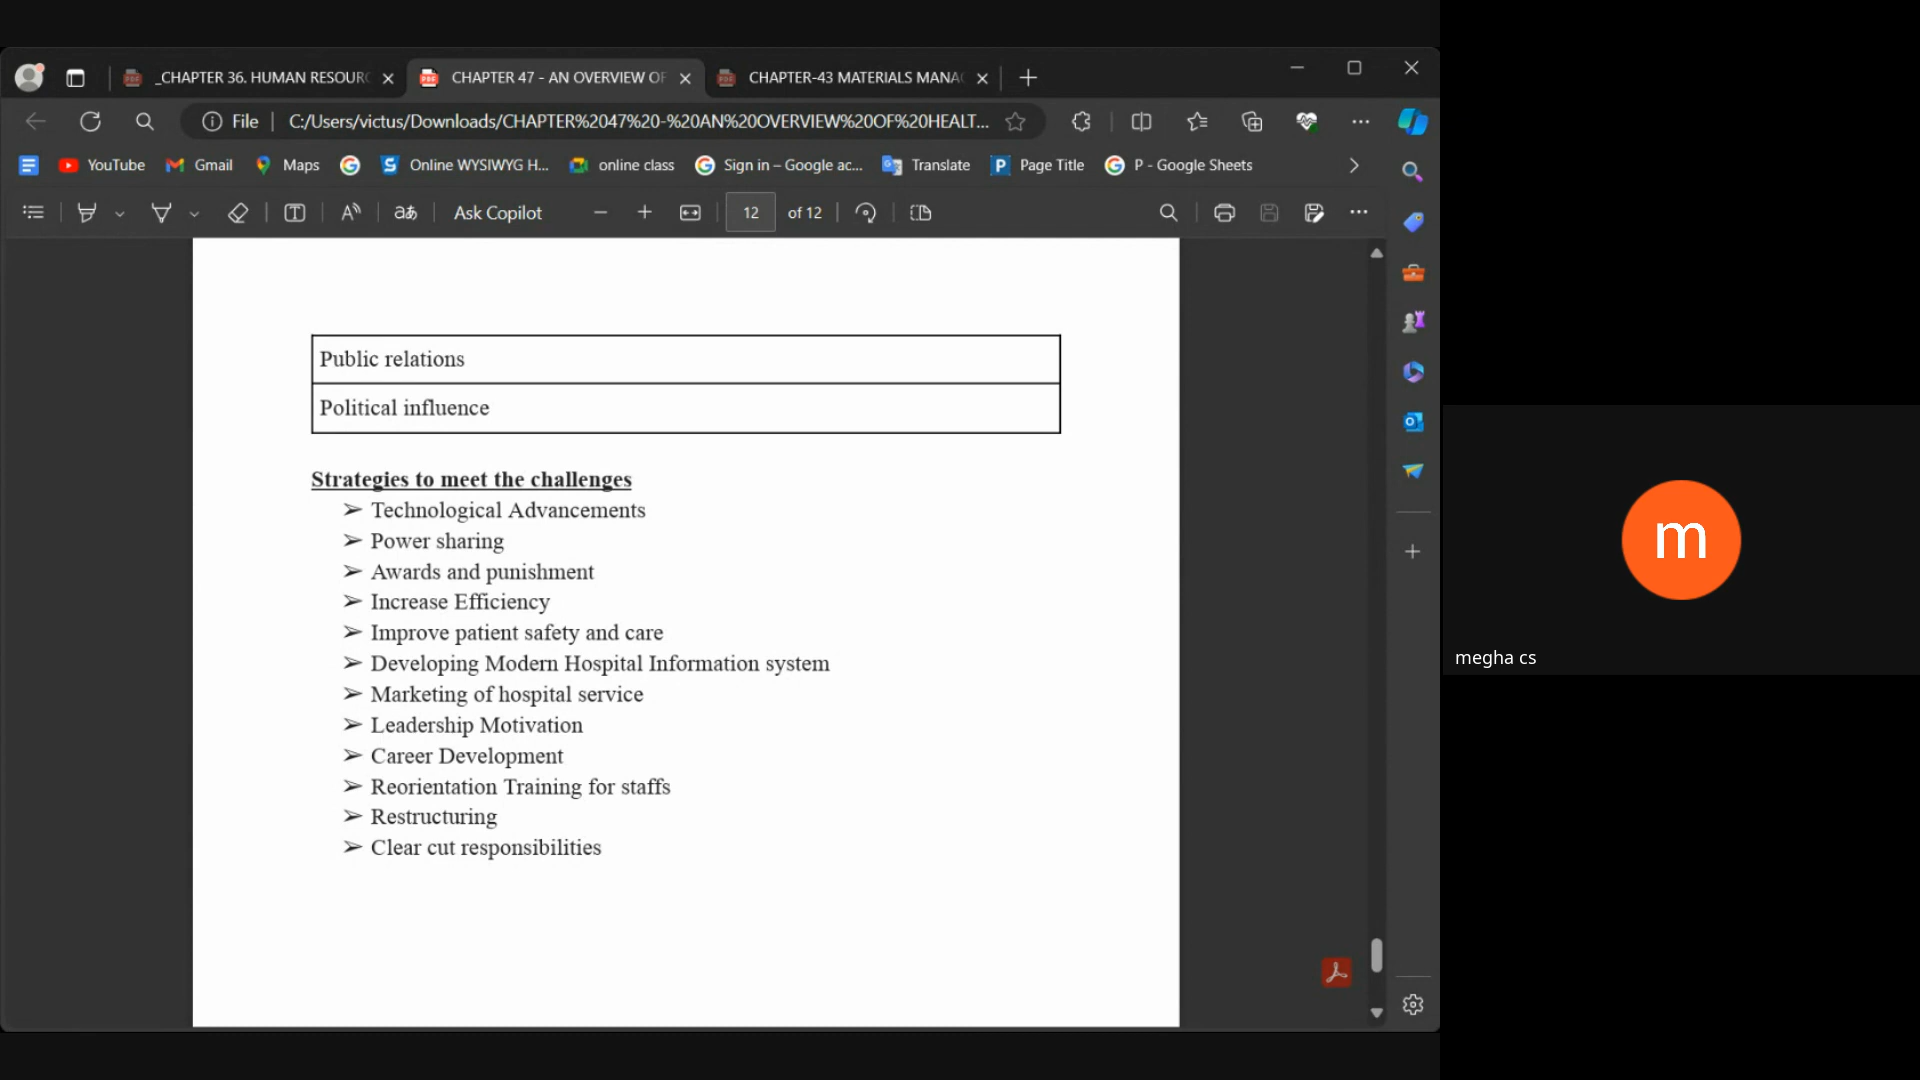 _CHAPTER 36. HUMAN RESOURC
CHAPTER 47 - AN OVERVIEW OF
CHAPTER-43 MATERIALS MANA
File
C:/Users/victus/Downloads/CHAPTER%2047%20-%20AN%20OVERVIEW%20OF%20HEALT...
YouTube
Gmail
Maps
Online WYSIWYG H...
online class
Sign in – Google ac...
Translate
Page Title
P - Google Sheets
Ask Copilot
12 of 12
Public relations
Political influence
Strategies to meet the challenges
➢ Technological Advancements
➢ Power sharing
➢ Awards and punishment
➢ Increase Efficiency
➢ Improve patient safety and care
➢ Developing Modern Hospital Information system
➢ Marketing of hospital service
➢ Leadership Motivation
➢ Career Development
➢ Reorientation Training for staffs
➢ Restructuring
➢ Clear cut responsibilities
m
megha cs